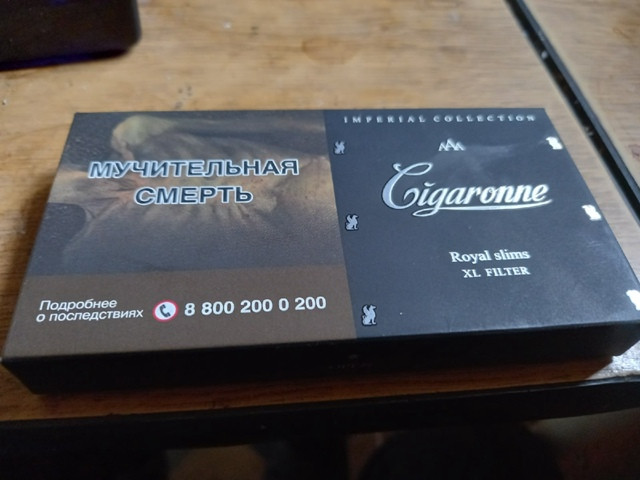 МУЧИТЕЛЬНАЯ
СМЕРТЬ
Подробнее
о последствиях
8 800 200 0 200
IMPERIAL COLLECTION
Cigaronne
Royal slims
XL FILTER